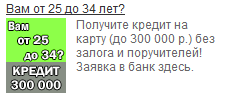 Вам от 25 до 34 лет?
Вам
от 25
до 34?
КРЕДИТ
300 000
Получите кредит на
карту (до 300 000 р.) без
залога и поручителей!
Заявка в банк здесь.